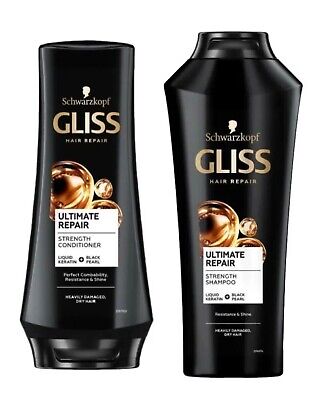 Schwarzkopf
GLISS
HAIR REPAIR
ULTIMATE
REPAIR
STRENGTH
CONDITIONER
LIQUID
KERATIN + BLACK
PEARL
Perfect Combability,
Resistance & Shine
HEAVILY DAMAGED,
DRY HAIR
Schwarzkopf
GLISS
HAIR REPAIR
ULTIMATE
REPAIR
STRENGTH
SHAMPOO
LIQUID
KERATIN + BLACK
PEARL
Resistance & Shine
HEAVILY DAMAGED,
DRY HAIR